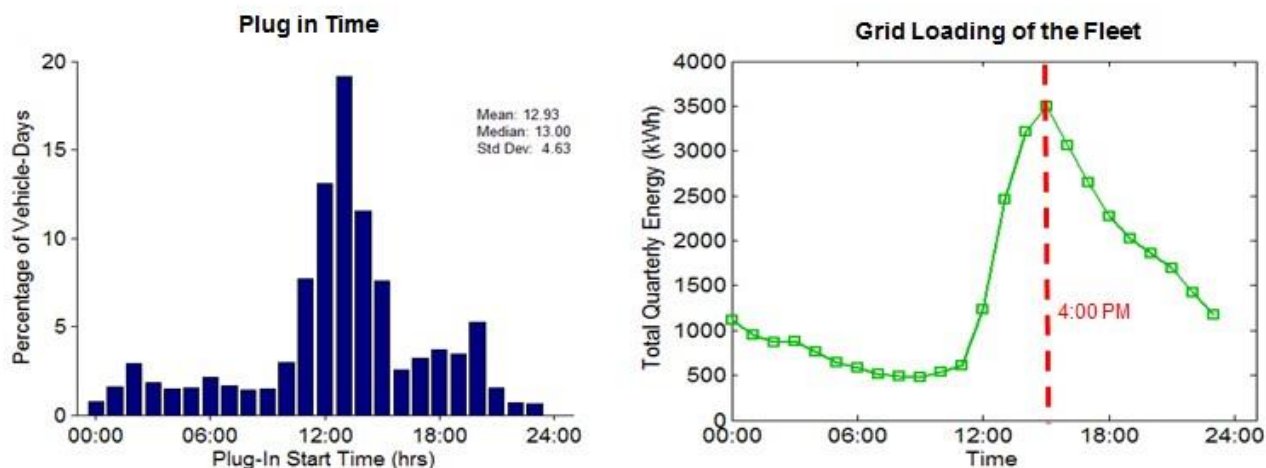 Plug in Time
20
15
10
5
0
Percentage of Vehicle-Days
Mean: 12.93
Median: 13.00
Std Dev: 4.63
00:00 06:00 12:00 18:00 24:00
Plug-In Start Time (hrs)
Grid Loading of the Fleet
4000
3500
3000
2500
2000
1500
1000
500
0
Total Quarterly Energy (kWh)
4:00 PM
00:00 06:00 12:00 18:00 24:00
Time